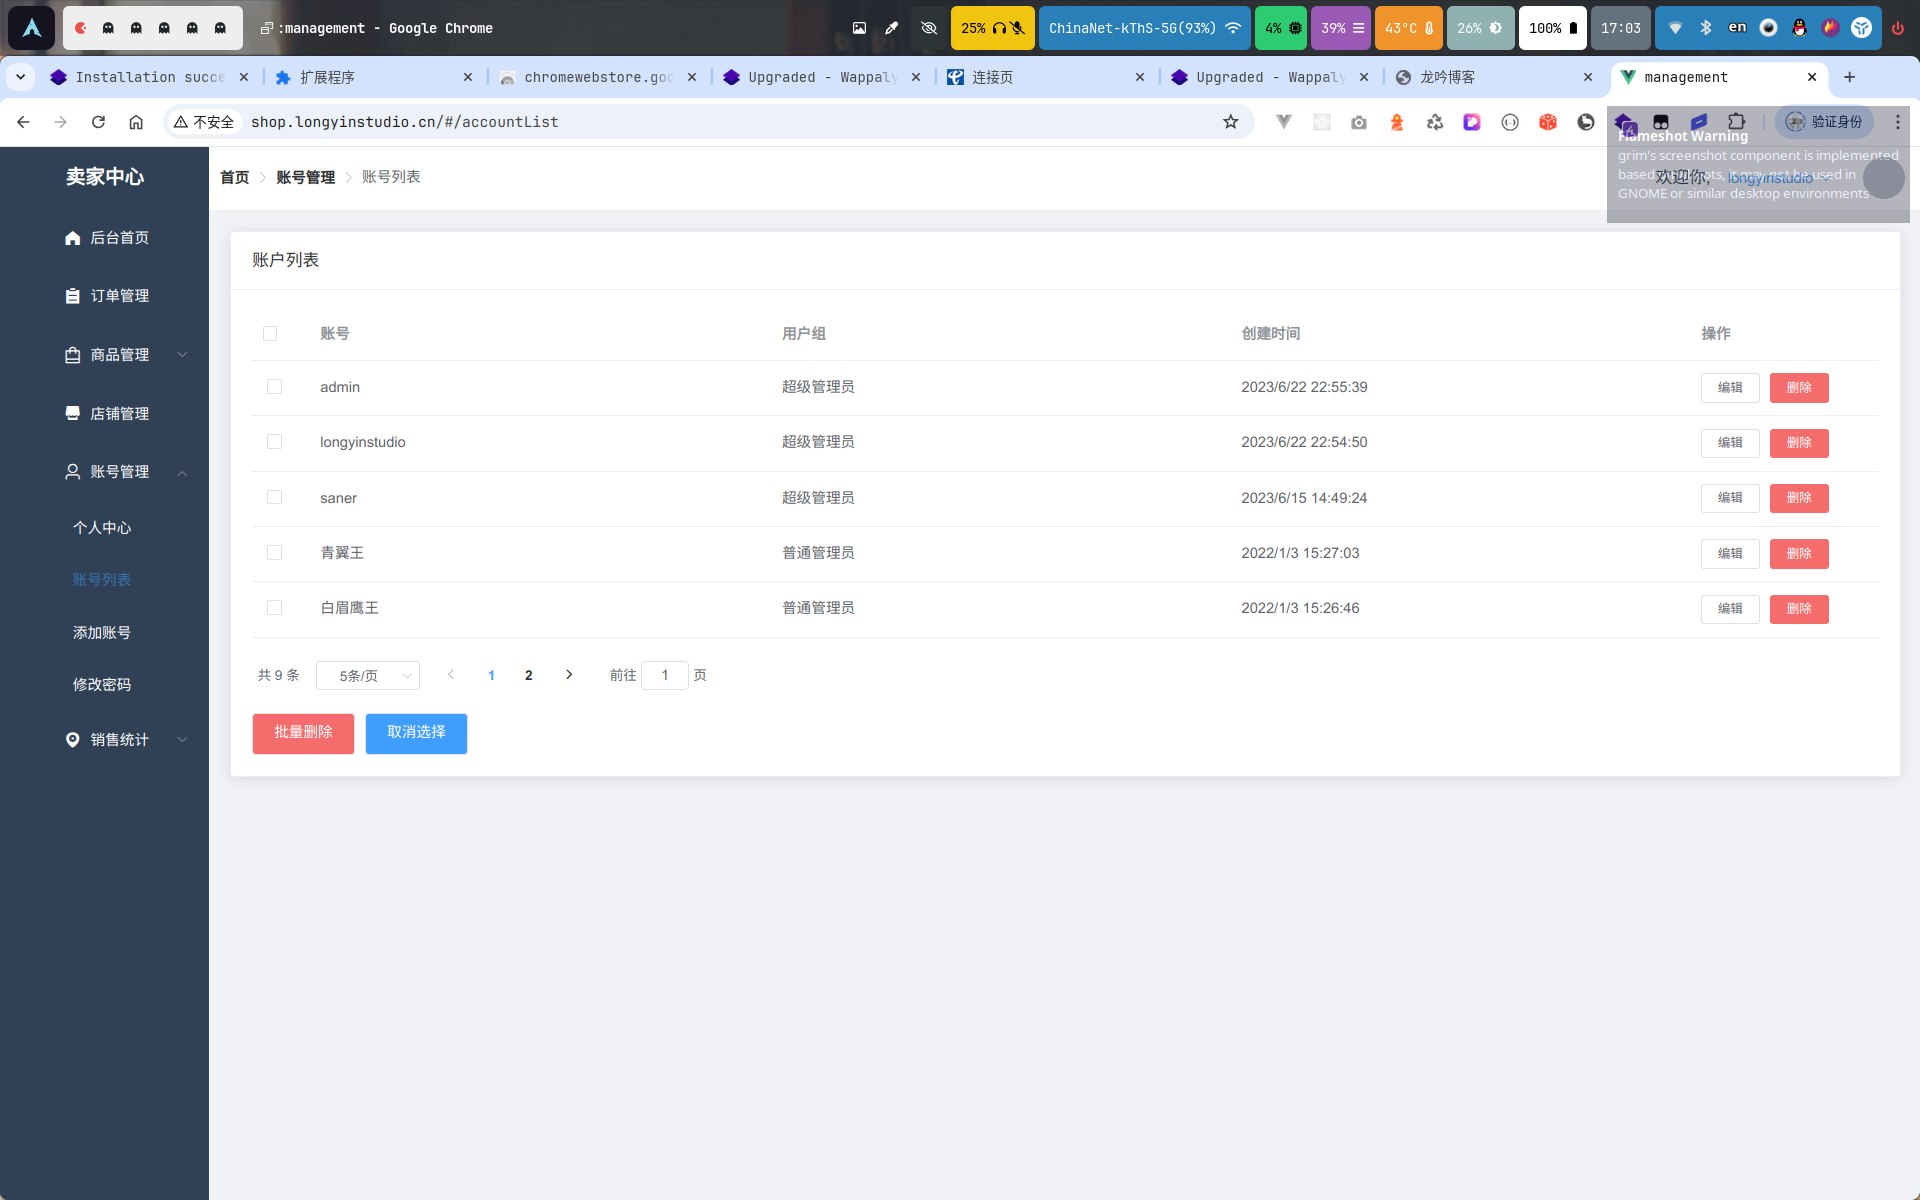 :management - Google Chrome
25%
ChinaNet-kThS-5G(93%)
4%
39%
43°C
26%
100%
17:03
en
Installation succe
扩展程序
chromewebstore.goo
Upgraded - Wappaly
连接页
Upgraded - Wappaly
龙吟博客
management
不安全
shop.longyinstudio.cn/#/accountList
4
验证身份
Flameshot Warning
grim's screenshot component is implemented
based on wlroots, it may not be used in
GNOME or similar desktop environments
卖家中心
首页
账号管理
账号列表
欢迎你,
longyinstudio
后台首页
订单管理
商品管理
店铺管理
账号管理
个人中心
账号列表
添加账号
修改密码
销售统计
账户列表
账号 用户组 创建时间 操作
admin 超级管理员 2023/6/22 22:55:39 编辑 删除
longyinstudio 超级管理员 2023/6/22 22:54:50 编辑 删除
saner 超级管理员 2023/6/15 14:49:24 编辑 删除
青翼王 普通管理员 2022/1/3 15:27:03 编辑 删除
白眉鹰王 普通管理员 2022/1/3 15:26:46 编辑 删除
共 9 条 5条/页 1 2 前往 1 页
批量删除 取消选择